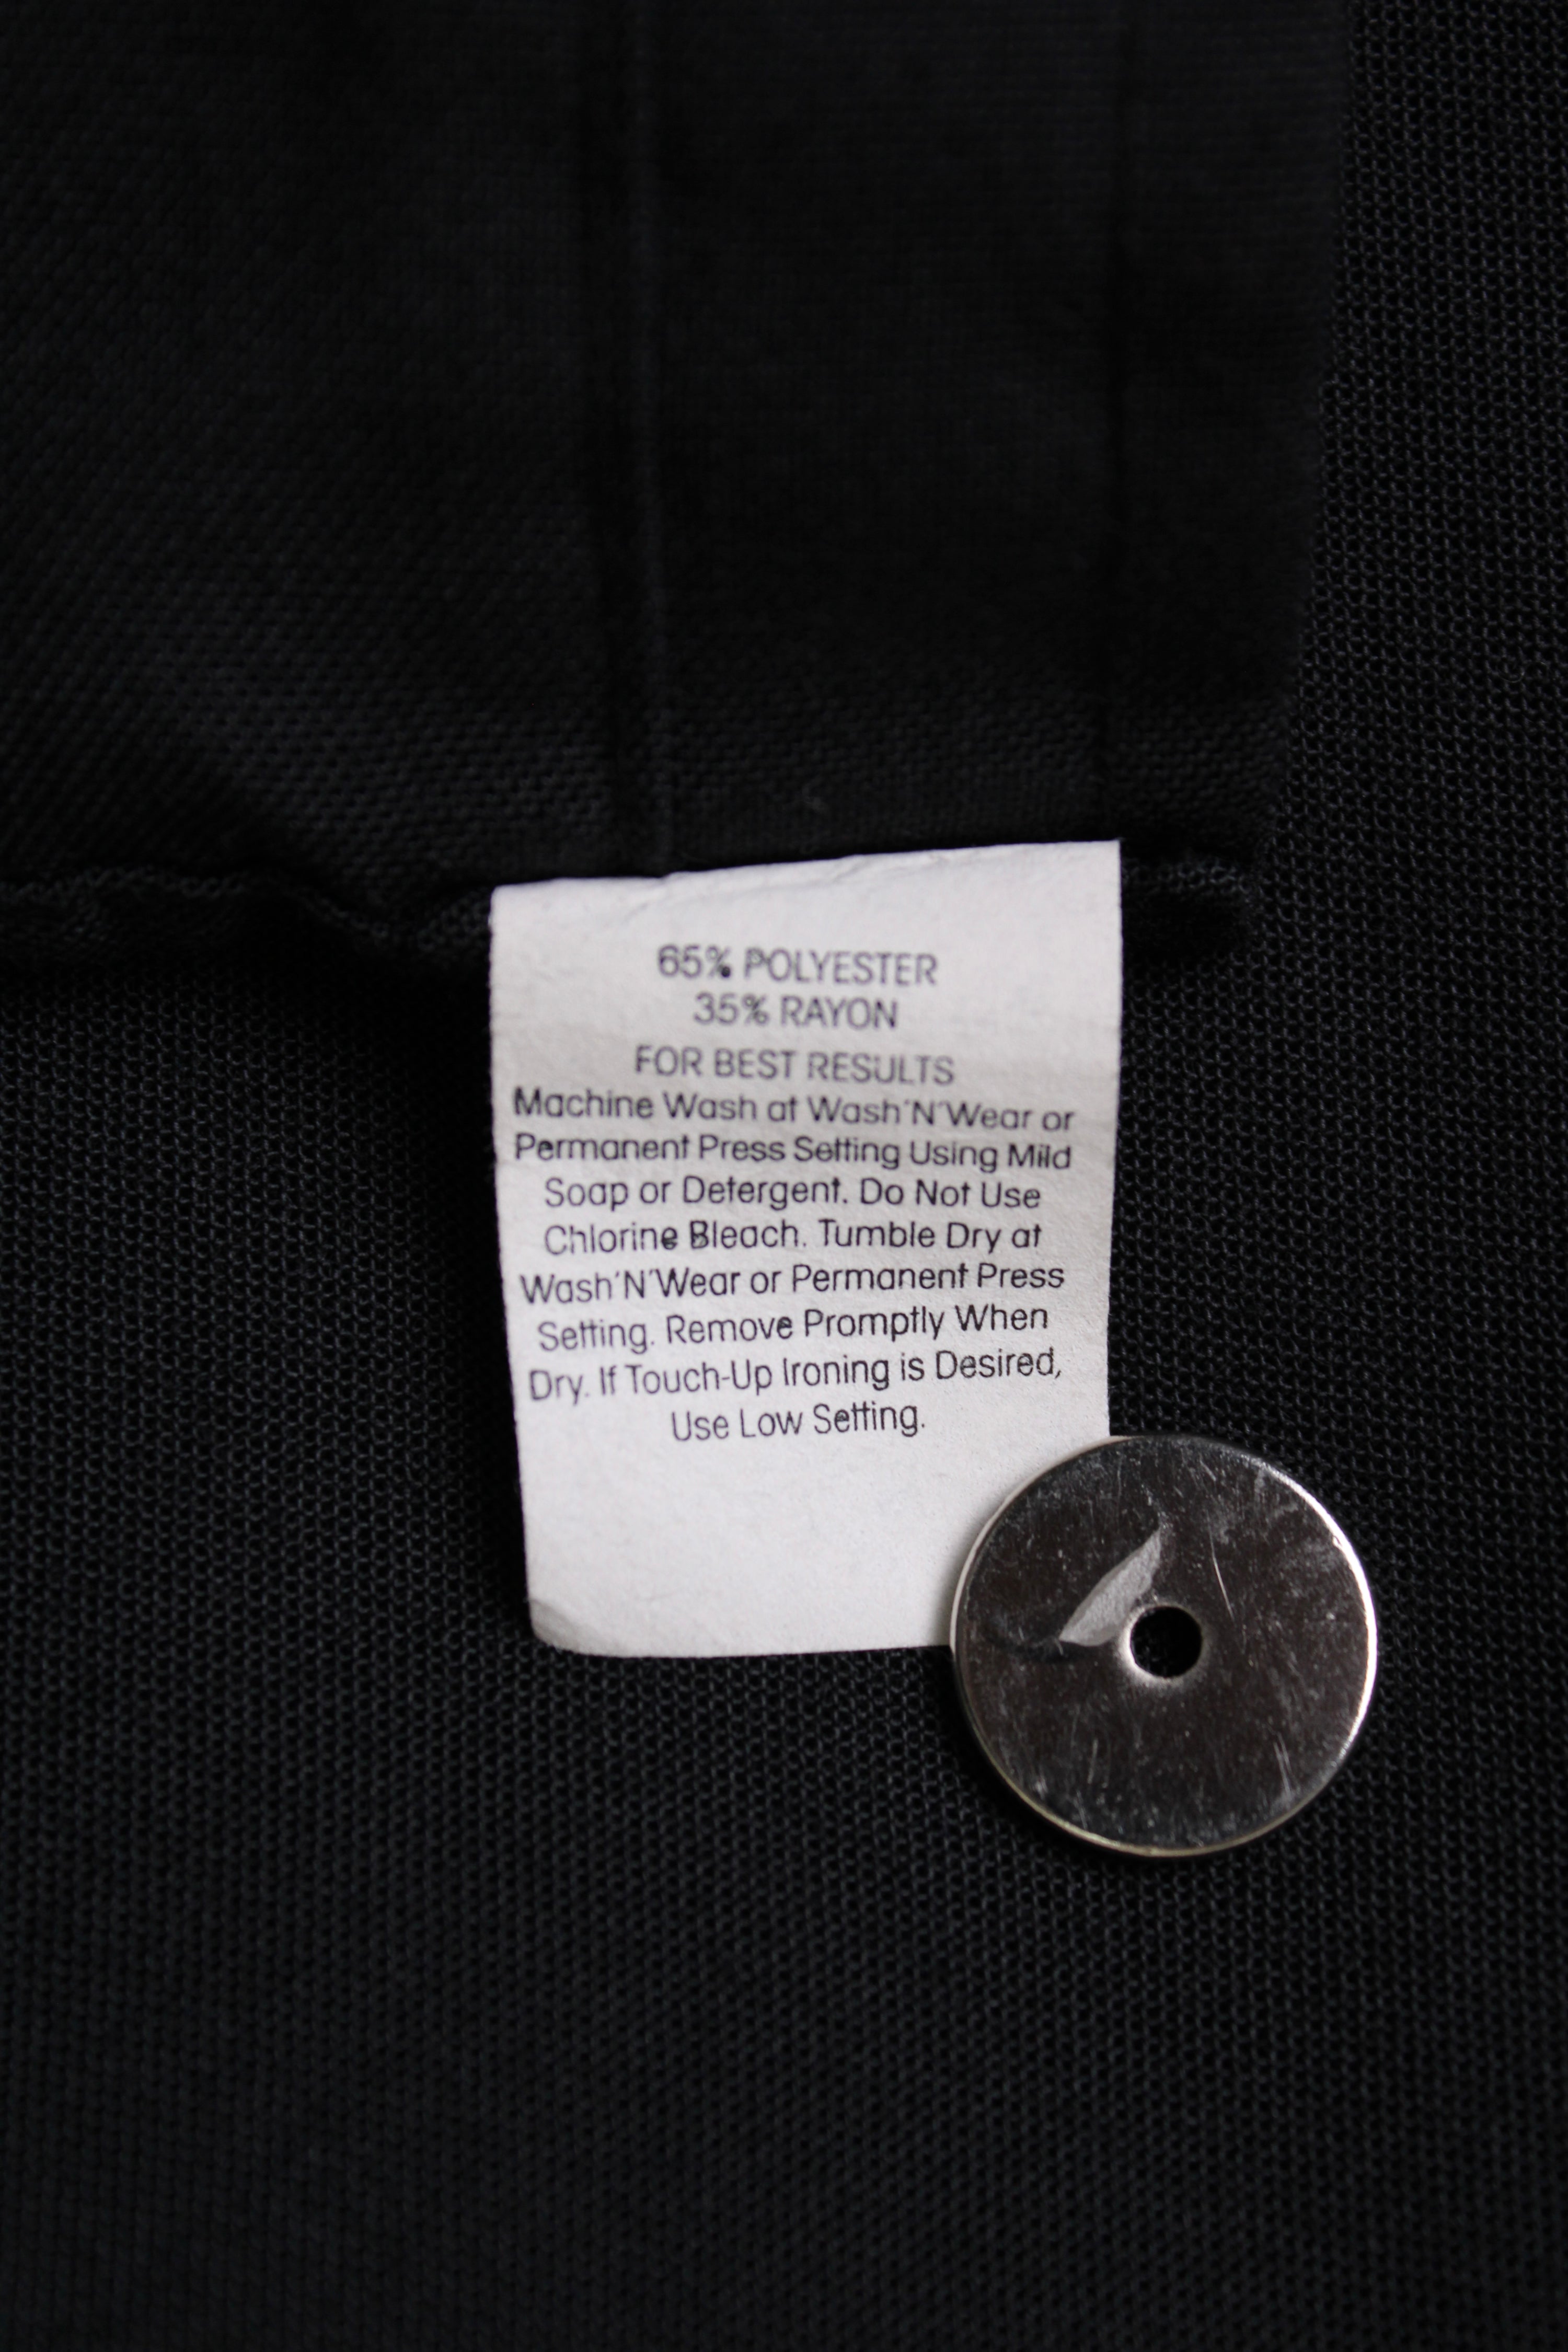 65% POLYESTER
35% RAYON
FOR BEST RESULTS
Machine Wash at Wash'N'Wear or
Permanent Press Setting Using Mild
Soap or Detergent. Do Not Use
Chlorine Bleach. Tumble Dry at
Wash'N'Wear or Permanent Press
Setting. Remove Promptly When
Dry. If Touch-Up Ironing is Desired,
Use Low Setting.